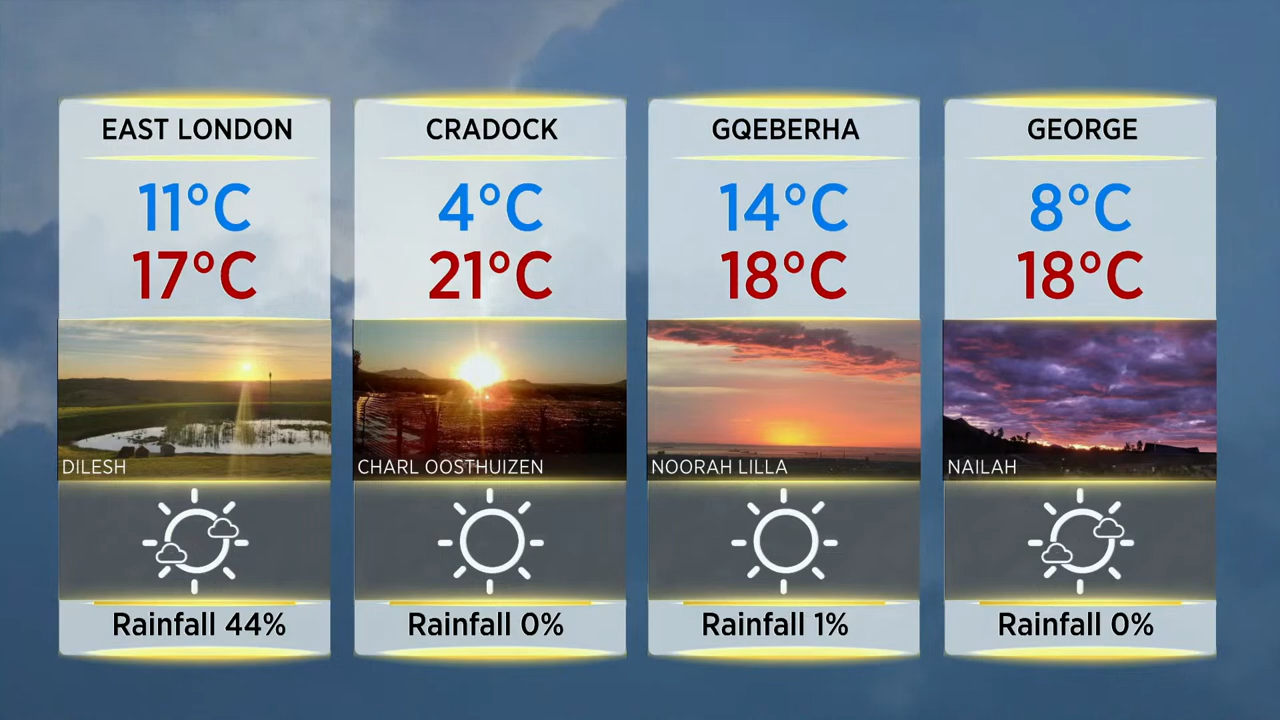 EAST LONDON
11°C
17°C
DILESH
Rainfall 44%
CRADOCK
4°C
21°C
CHARL OOSTHUIZEN
Rainfall 0%
GQEBERHA
14°C
18°C
NOORAH LILLA
Rainfall 1%
GEORGE
8°C
18°C
NAILAH
Rainfall 0%